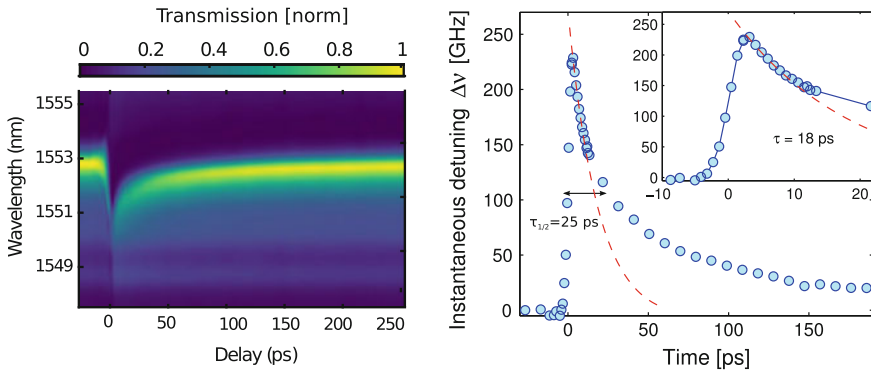 Transmission [norm]
0 0.2 0.4 0.6 0.8 1
Wavelength (nm)
1555
1553
1551
1549
0 50 100 150 200 250
Delay (ps)
Instantaneous detuning Δν [GHz]
250
200
150
100
50
0
τ1/2=25 ps
0 50 100 150
Time [ps]
250
200
150
100
50
0
τ = 18 ps
−10 0 10 20